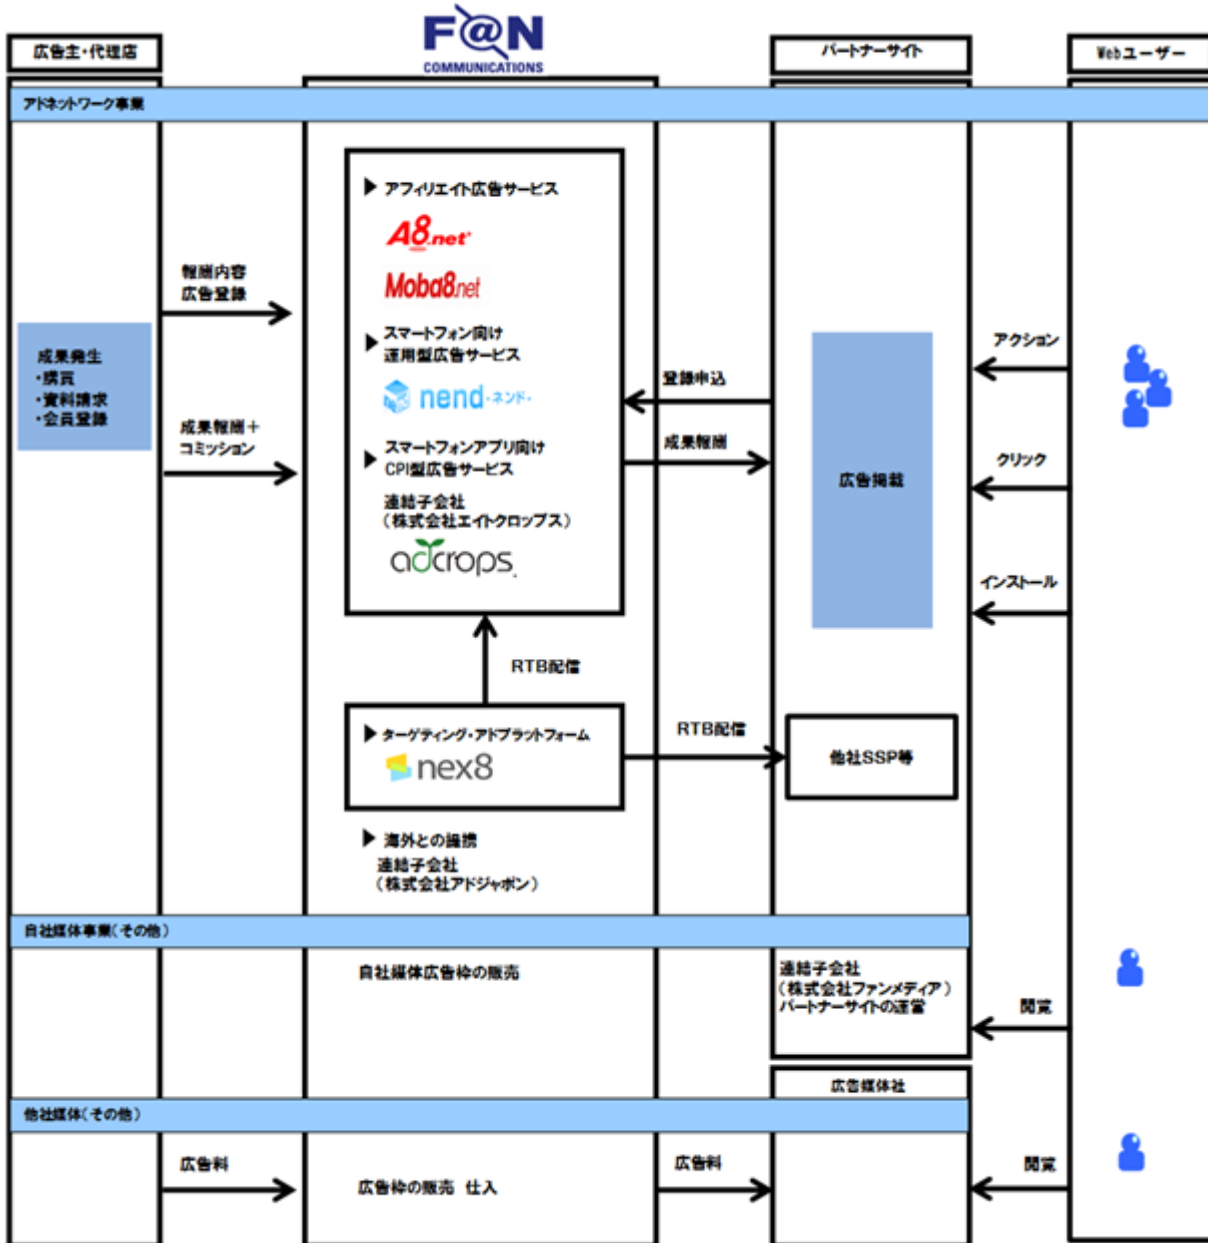 F@N
COMMUNICATIONS
広告主・代理店
パートナーサイト
Webユーザー
アドネットワーク事業
アフィリエイト広告サービス
A8.net
Moba8.net
報酬内容
広告登録
スマートフォン向け
運用型広告サービス
nend -ネンド-
成果発生
・購買
・資料請求
・会員登録
成果報酬+
コミッション
登録申込
成果報酬
スマートフォンアプリ向け
CPI型広告サービス
連結子会社
(株式会社エイトクロップス)
adcrops
広告掲載
アクション
クリック
インストール
RTB配信
ターゲティング・アドプラットフォーム
nex8
RTB配信
他社SSP等
海外との提携
連結子会社
(株式会社アドジャポン)
自社媒体事業(その他)
自社媒体広告枠の販売
連結子会社
(株式会社ファンメディア)
パートナーサイトの運営
閲覧
広告媒体社
他社媒体(その他)
広告料
広告枠の販売 仕入
広告料
閲覧